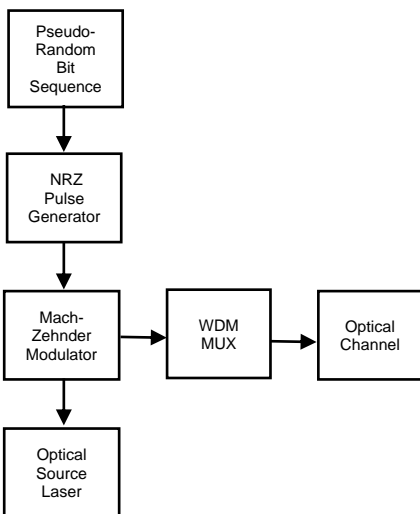 Pseudo-
Random
Bit
Sequence
NRZ
Pulse
Generator
Mach-
Zehnder
Modulator
WDM
MUX
Optical
Channel
Optical
Source
Laser